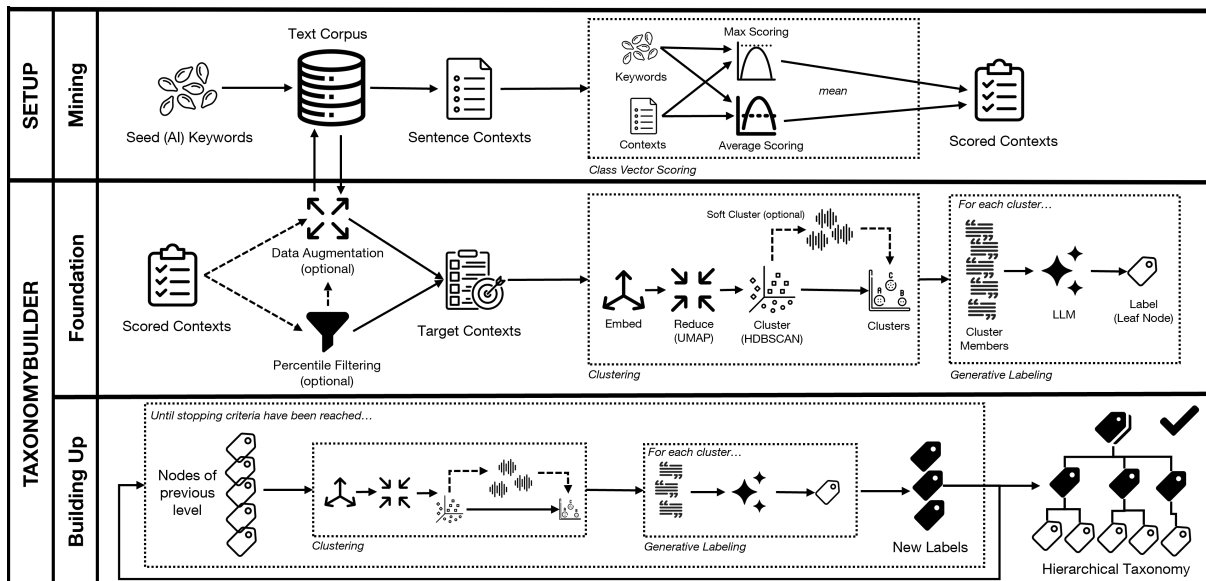 SETUP
Mining
Text Corpus
Seed (AI) Keywords
Sentence Contexts
Keywords
Contexts
Max Scoring
mean
Average Scoring
Class Vector Scoring
Scored Contexts
TAXONOMYBUILDER
Foundation
Scored Contexts
Data Augmentation
(optional)
Percentile Filtering
(optional)
Target Contexts
Soft Cluster (optional)
Embed
Reduce
(UMAP)
Cluster
(HDBSCAN)
C
A
B
Clusters
Clustering
For each cluster...
Cluster
Members
LLM
Label
(Leaf Node)
Generative Labeling
Building Up
Until stopping criteria have been reached...
Nodes of
previous
level
Clustering
For each cluster...
Generative Labeling
New Labels
Hierarchical Taxonomy